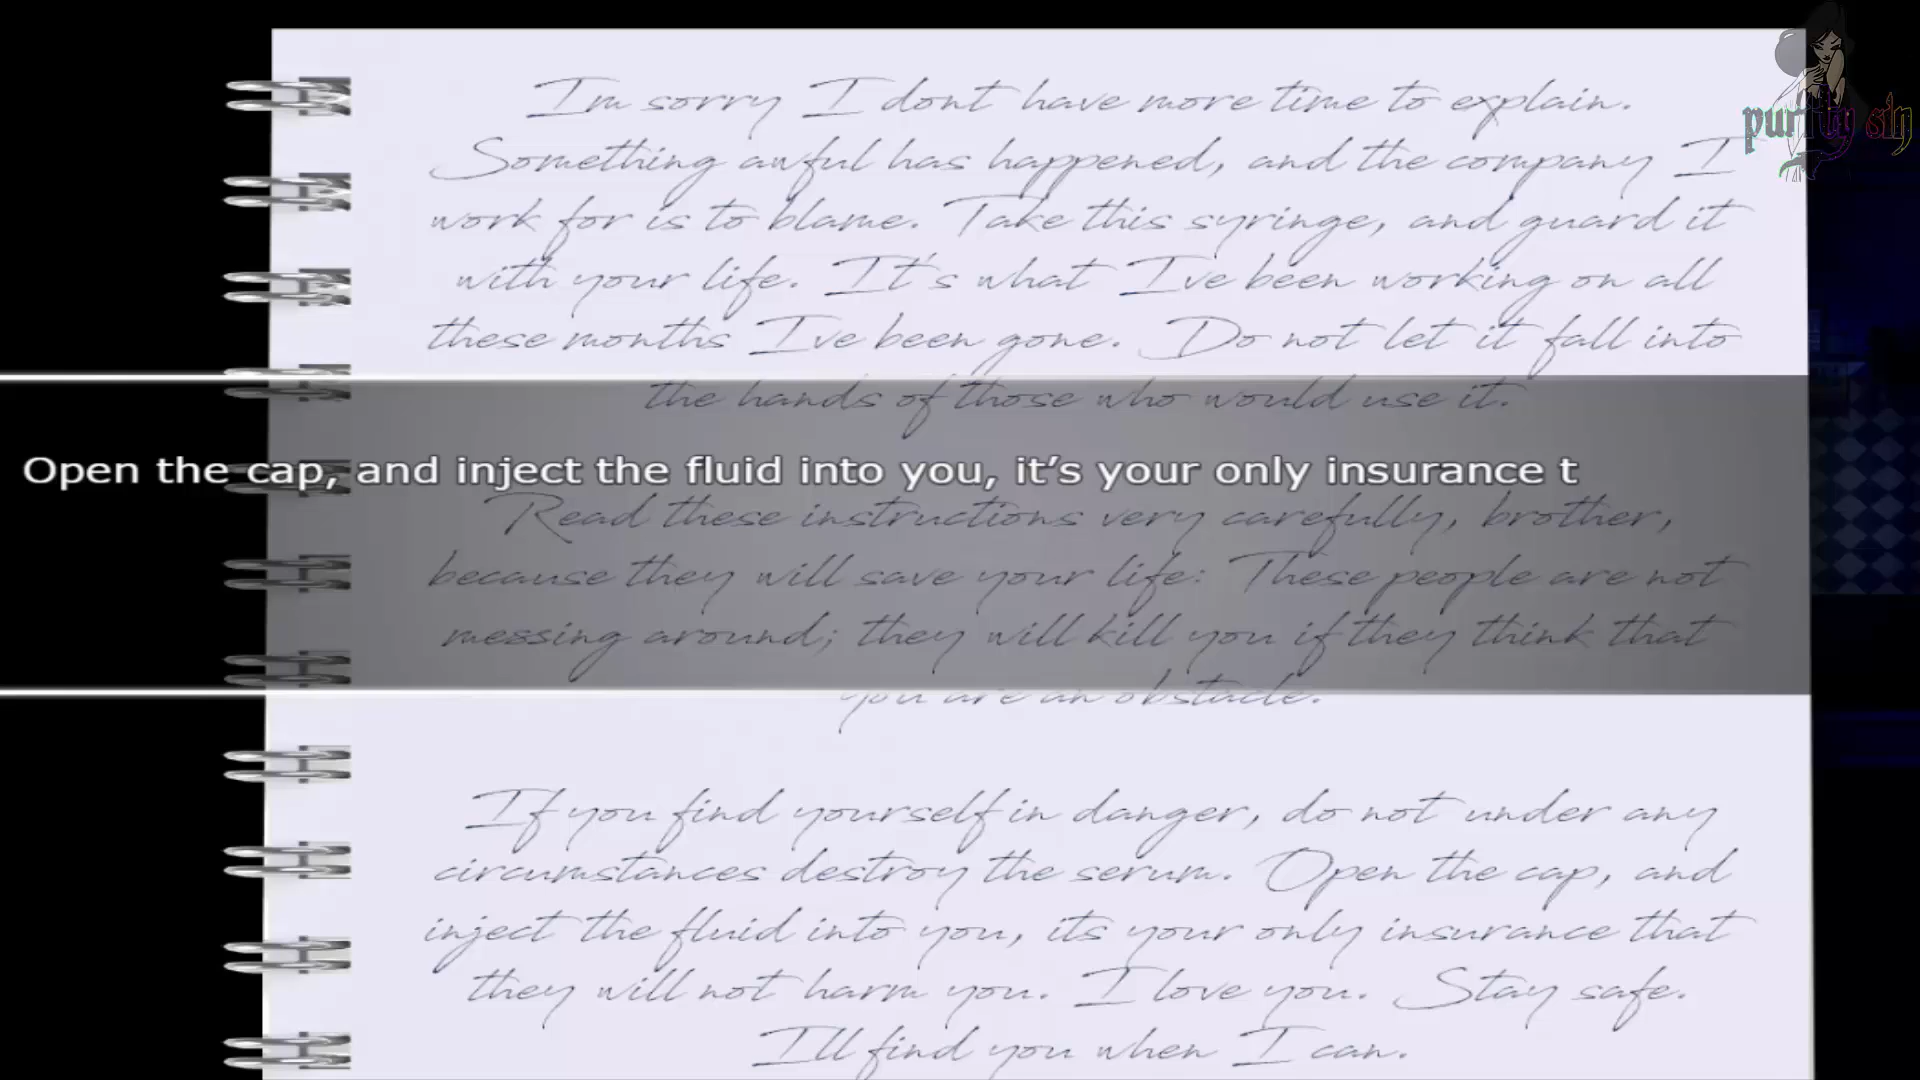 Im sorry I dont have more time to explain.
Something awful has happened, and the company I
work for is to blame. Take this syringe, and guard it
with your life. It's what Ive been working on all
these months Ive been gone. Do not let it fall into
the hands of those who would use it.
Open the cap, and inject the fluid into you, it’s your only insurance t
Read these instructions very carefully, brother,
because they will save your life: These people are not
messing around; they will kill you if they think that
you are an obstacle.
If you find yourself in danger, do not under any
circumstances destroy the serum. Open the cap, and
inject the fluid into you, its your only insurance that
they will not harm you. I love you. Stay safe.
Ill find you when I can.